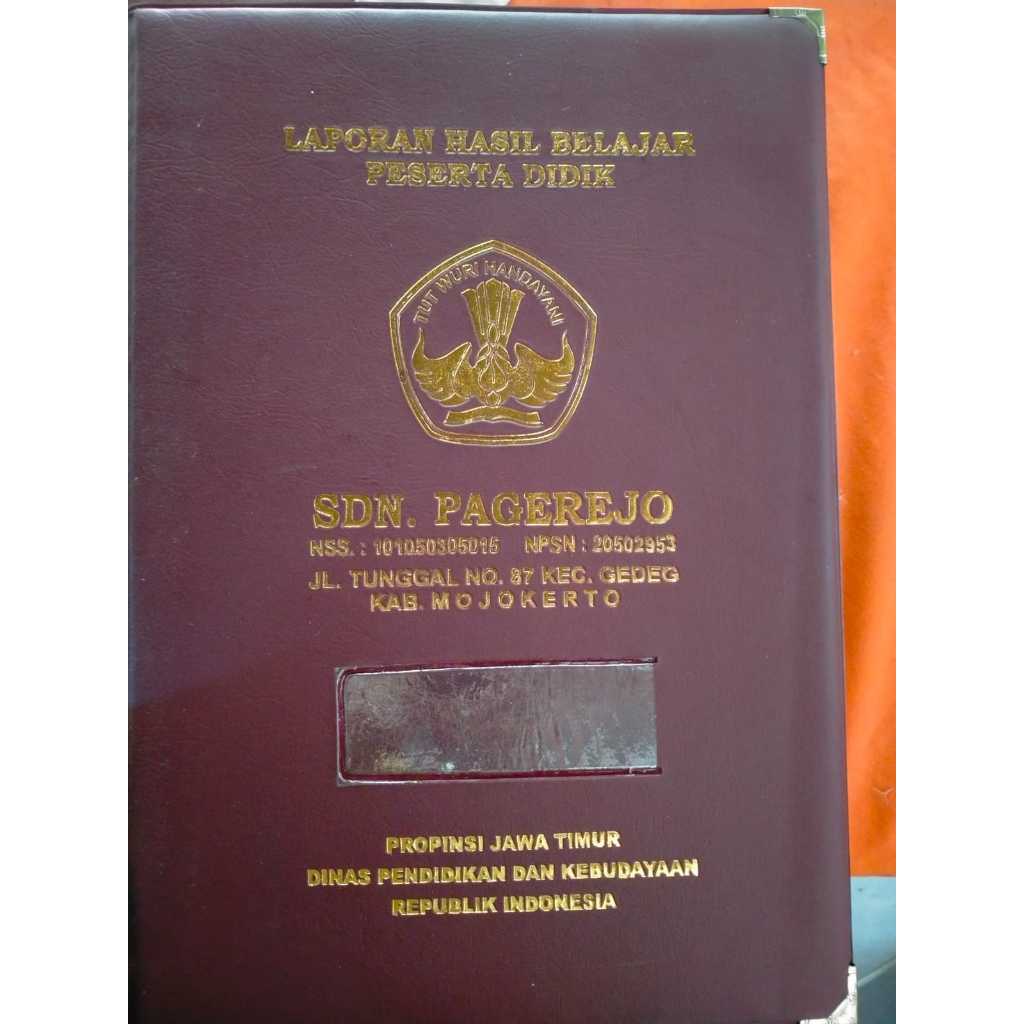 LAPORAN HASIL BELAJAR
PESERTA DIDIK
TUT WURI HANDAYANI
SDN. PAGEREJO
NSS. : 101050305015 NPSN : 20502953
JL. TUNGGAL NO. 87 KEC. GEDEG
KAB. MOJOKERTO
PROPINSI JAWA TIMUR
DINAS PENDIDIKAN DAN KEBUDAYAAN
REPUBLIK INDONESIA